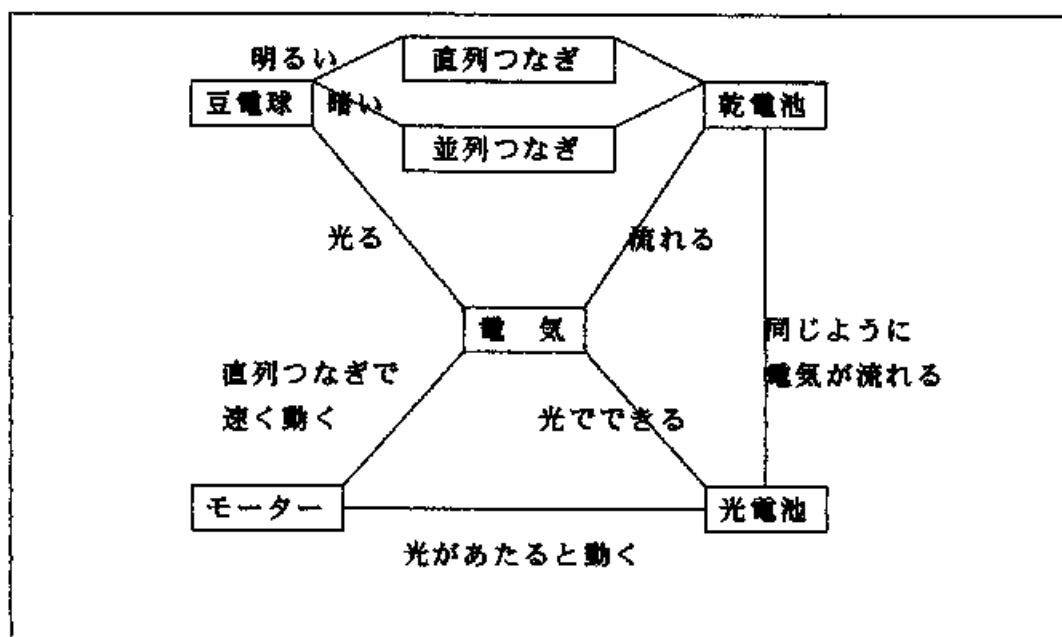 明るい
直列つなぎ
豆電球
暗い
乾電池
並列つなぎ
光る
流れる
電 気
同じように
電気が流れる
直列つなぎで
速く動く
光でできる
モーター
光電池
光があたると動く